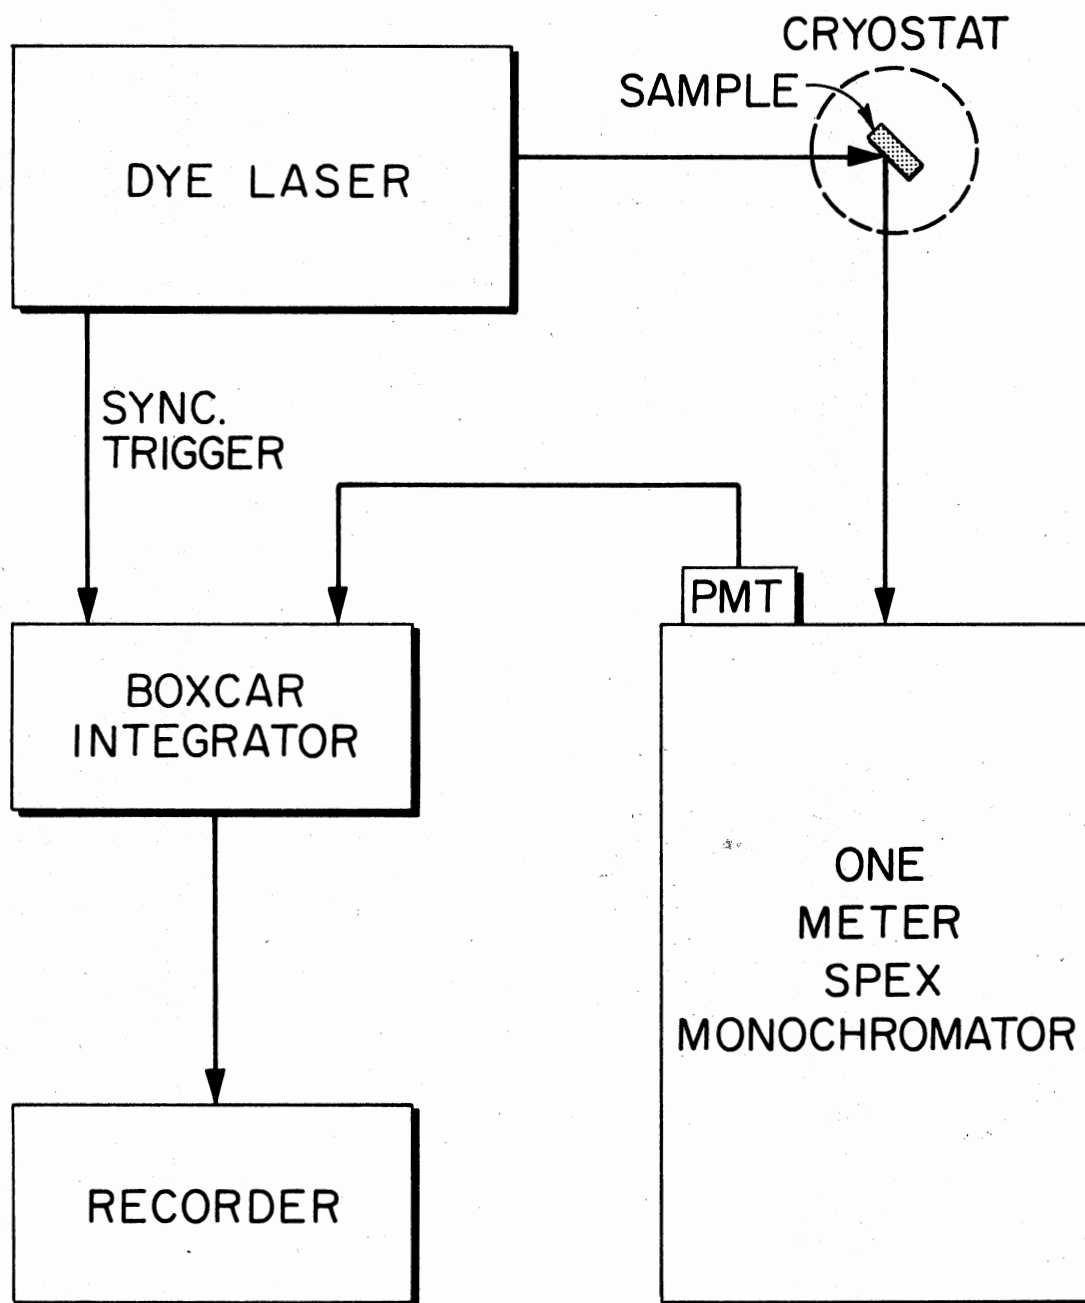 CRYOSTAT
SAMPLE
DYE LASER
SYNC.
TRIGGER
PMT
BOXCAR
INTEGRATOR
ONE
METER
SPEX
MONOCHROMATOR
RECORDER